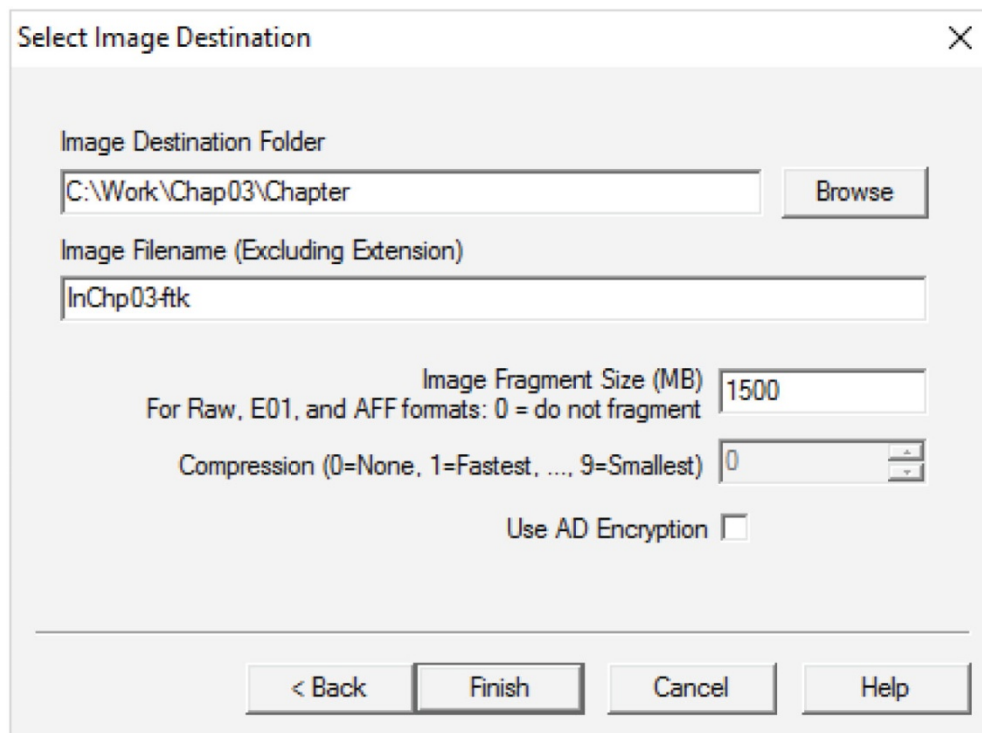 Select Image Destination
Image Destination Folder
C:\Work\Chap03\Chapter
Browse
Image Filename (Excluding Extension)
InChp03-ftk
Image Fragment Size (MB)
For Raw, E01, and AFF formats: 0 = do not fragment
1500
Compression (0=None, 1=Fastest, ..., 9=Smallest)
0
Use AD Encryption
< Back
Finish
Cancel
Help